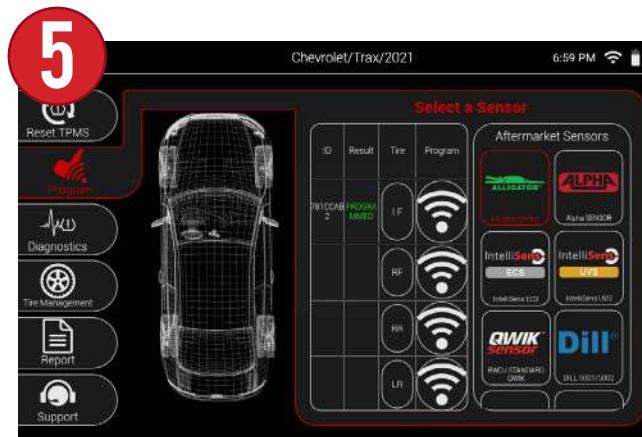 5
Chevrolet/Trax/2021
6:59 PM
Reset TPMS
Program
Diagnostics
Tire Management
Report
Support
Select a Sensor
ID Result Tire Program
781CCAB
2
PROGRA
MMED
LF
RF
RR
LR
Aftermarket Sensors
ALLIGATOR®
ALPHA
Alpha SENSOR
IntelliSens
ECS
IntelliSens ECS
IntelliSens
UVS
IntelliSens UVS
QWIK
sensor
RWD / STANDARD
QWIK
Dill®
DILL 5001/5002